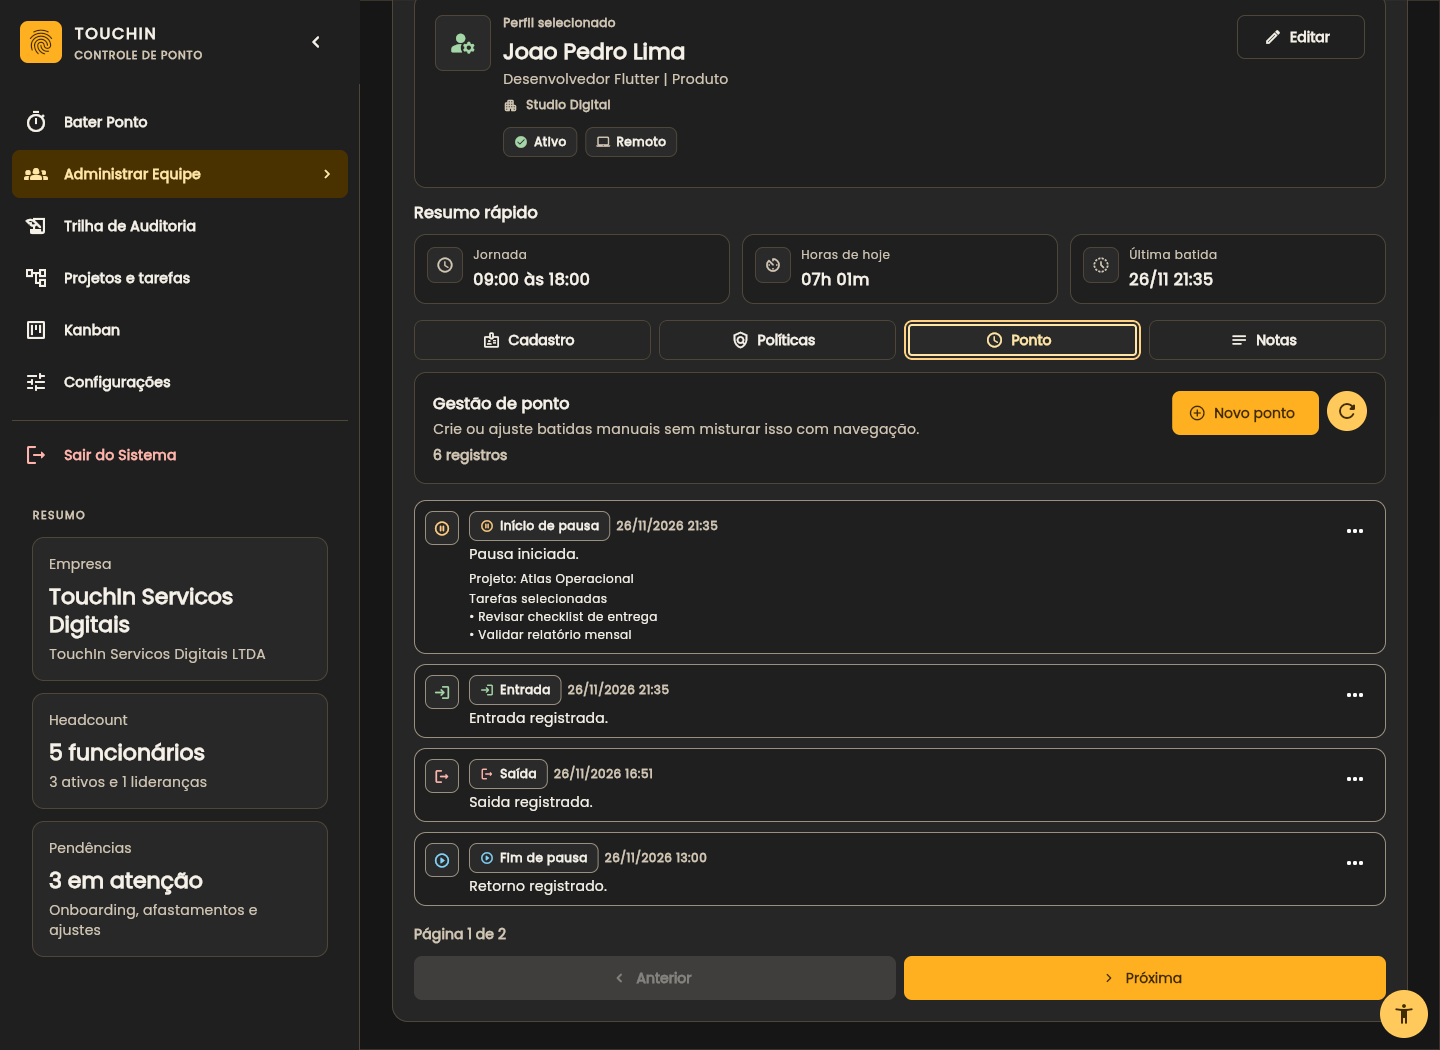 TOUCHIN
CONTROLE DE PONTO
Bater Ponto
Administrar Equipe
Trilha de Auditoria
Projetos e tarefas
Kanban
Configurações
Sair do Sistema
RESUMO
Empresa
TouchIn Servicos
Digitais
TouchIn Servicos Digitais LTDA
Headcount
5 funcionários
3 ativos e 1 lideranças
Pendências
3 em atenção
Onboarding, afastamentos e
ajustes
Perfil selecionado
Joao Pedro Lima
Desenvolvedor Flutter | Produto
Studio Digital
Ativo
Remoto
Editar
Resumo rápido
Jornada
09:00 às 18:00
Horas de hoje
07h 01m
Última batida
26/11 21:35
Cadastro
Políticas
Ponto
Notas
Gestão de ponto
Crie ou ajuste batidas manuais sem misturar isso com navegação.
6 registros
Novo ponto
Início de pausa 26/11/2026 21:35
Pausa iniciada.
Projeto: Atlas Operacional
Tarefas selecionadas
• Revisar checklist de entrega
• Validar relatório mensal
Entrada 26/11/2026 21:35
Entrada registrada.
Saída 26/11/2026 16:51
Saida registrada.
Fim de pausa 26/11/2026 13:00
Retorno registrado.
Página 1 de 2
Anterior
Próxima